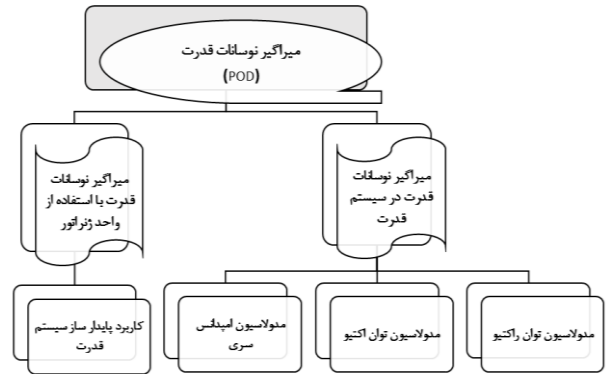 میراگیر نوسانات قدرت
(POD)
میراگیر نوسانات
قدرت در سیستم
قدرت
میراگیر نوسانات
قدرت با استفاده از
واحد ژنراتور
مدولاسیون توان راکتیو
مدولاسیون توان اکتیو
مدولاسیون امپدانس
سری
کاربرد پایدار ساز سیستم
قدرت